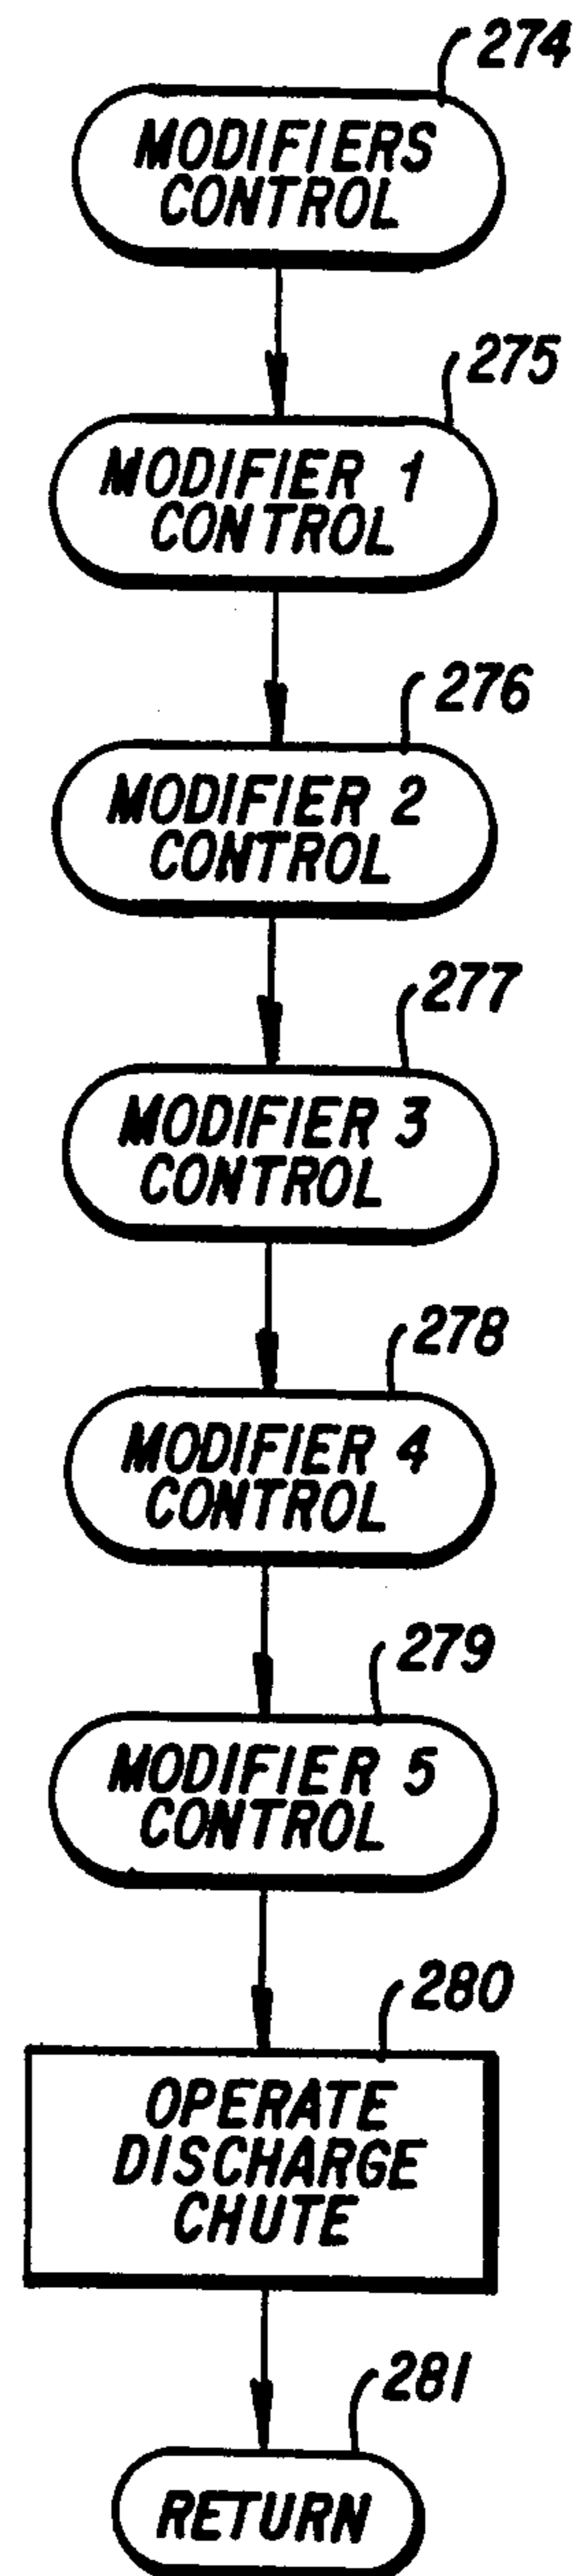 274
MODIFIERS
CONTROL
275
MODIFIER 1
CONTROL
276
MODIFIER 2
CONTROL
277
MODIFIER 3
CONTROL
278
MODIFIER 4
CONTROL
279
MODIFIER 5
CONTROL
280
OPERATE
DISCHARGE
CHUTE
281
RETURN